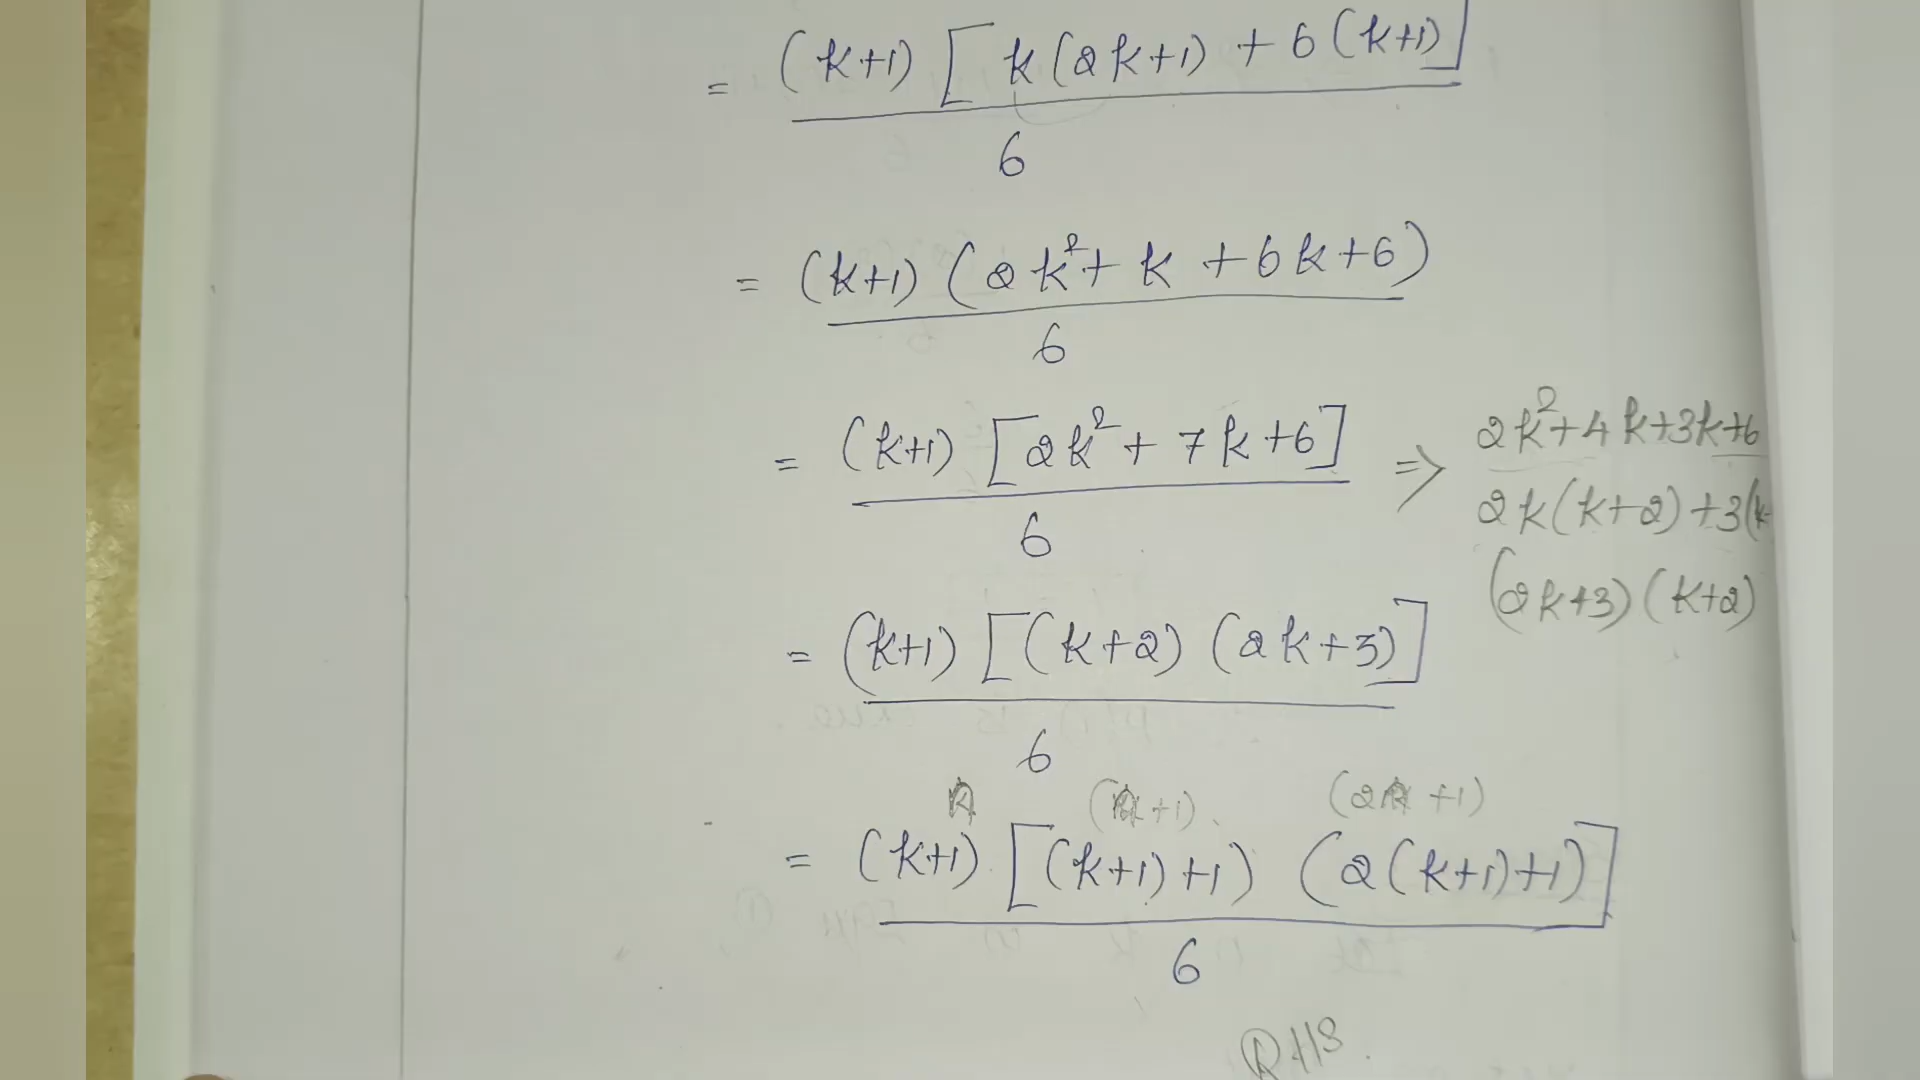 = (k+1) [k(2k+1) + 6(k+1)]
6
= (k+1) (2k²+ k + 6k+6)
6
= (k+1) [2k²+ 7k+6] ⇒ 2k²+4k+3k+6
6
2k(k+2)+3(k
(2k+3)(k+2)
= (k+1) [(k+2) (2k+3)]
6
(k+1) (2k+1)
= (k+1) [(k+1)+1) (2(k+1)+1)]
6
RHS.